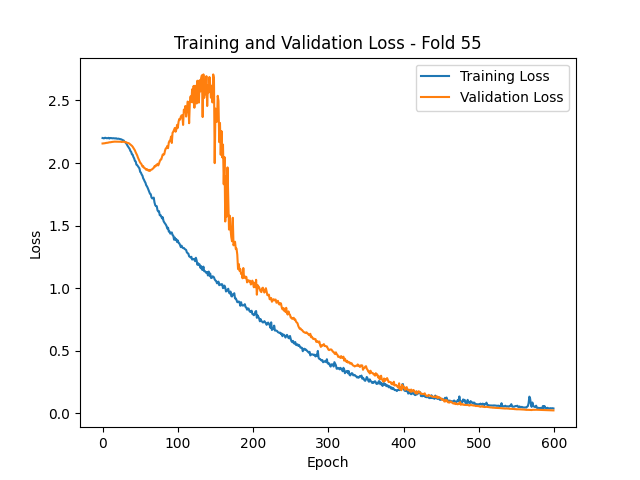 Training and Validation Loss - Fold 55
Training Loss
Validation Loss
Loss
2.5
2.0
1.5
1.0
0.5
0.0
0 100 200 300 400 500 600
Epoch